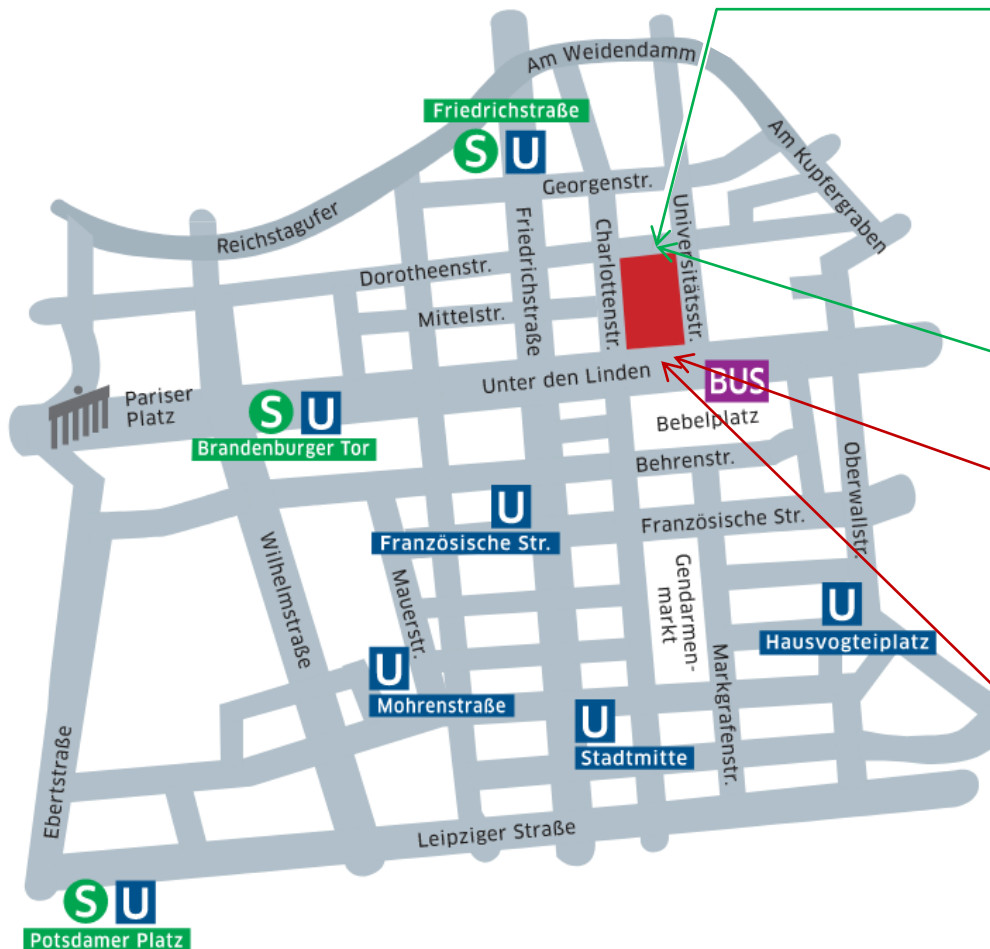 Am Weidendamm
Friedrichstraße
S U
Am Kupfergraben
Georgenstr.
Reichstagufer
Friedrichstraße
Charlottenstr.
Universitätsstr.
Dorotheenstr.
Mittelstr.
Unter den Linden
BUS
Pariser
Platz
S U
Brandenburger Tor
Bebelplatz
Behrenstr.
Oberwallstr.
U
Französische Str.
Französische Str.
Wilhelmstraße
Mauerstr.
Gendarmen-
markt
U
Hausvogteiplatz
U
Mohrenstraße
Markgrafenstr.
U
Stadtmitte
Ebertstraße
Leipziger Straße
S U
Potsdamer Platz